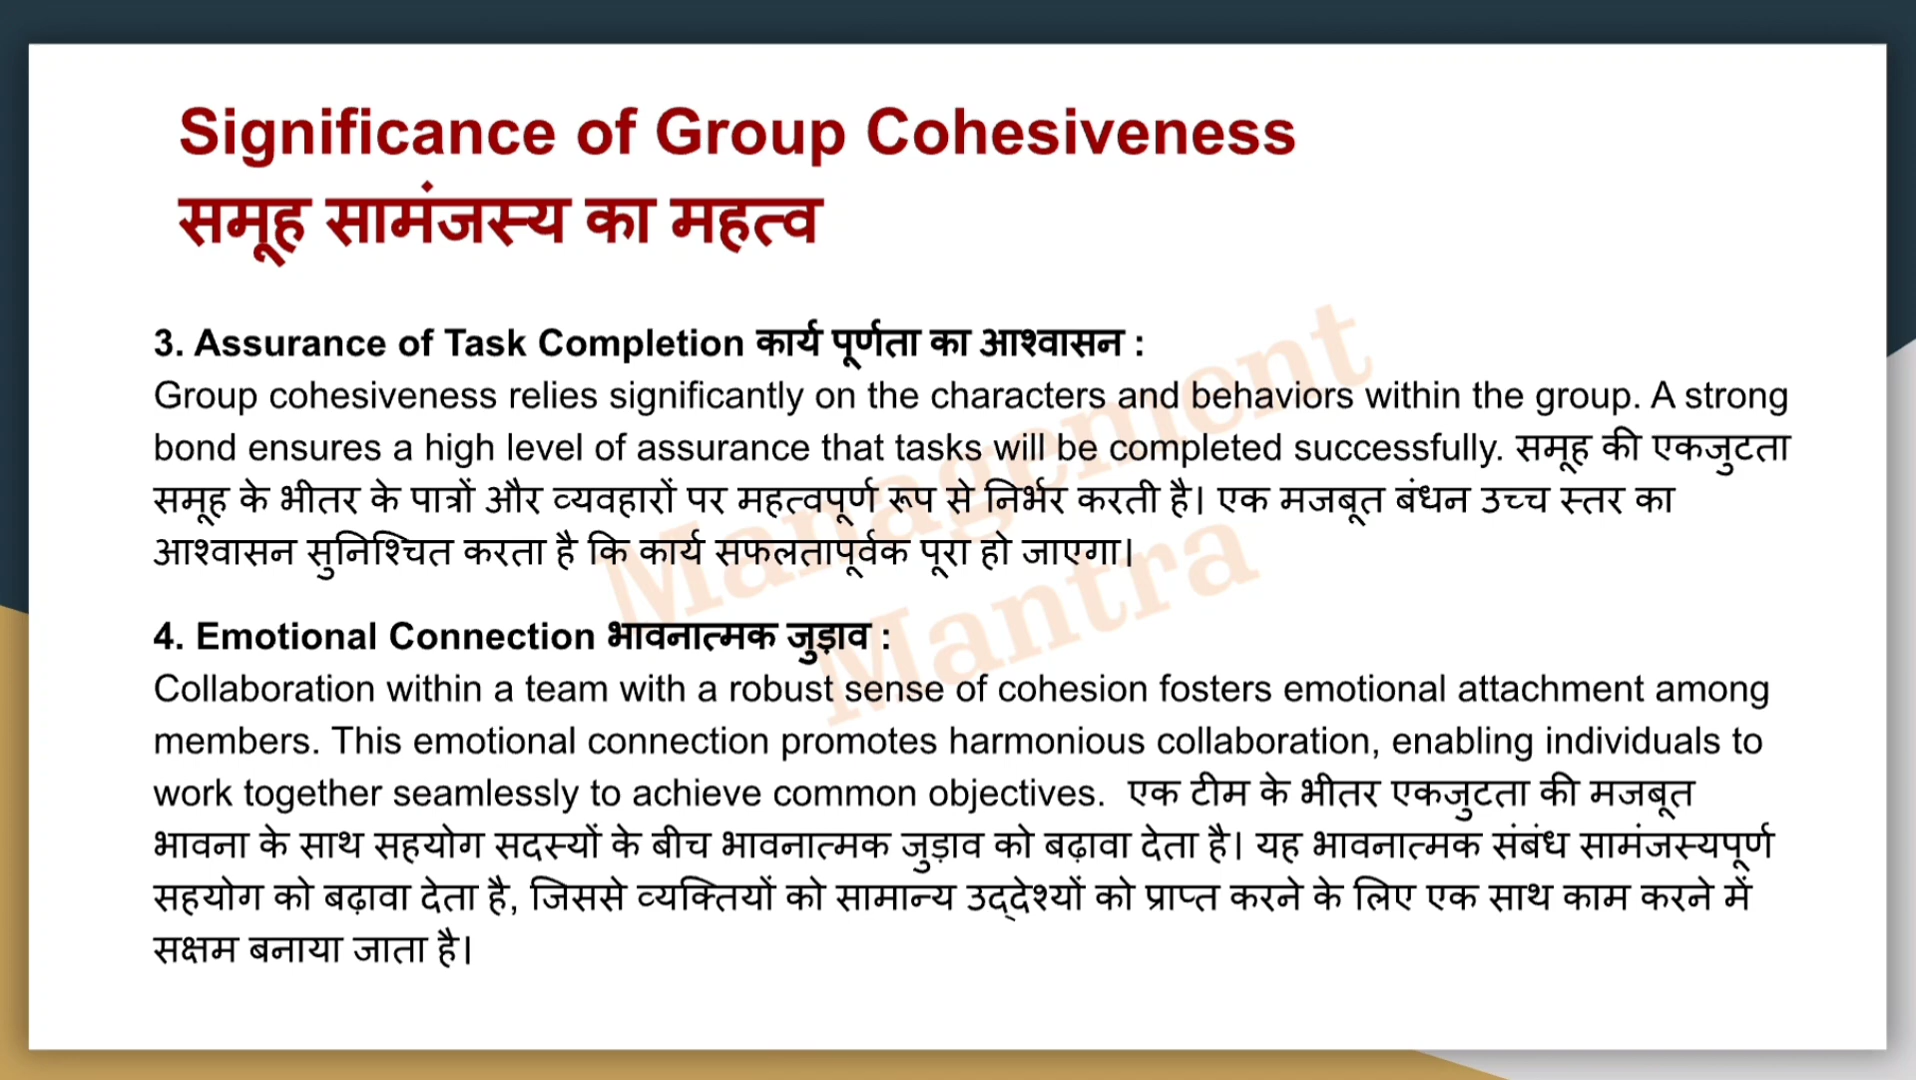 Significance of Group Cohesiveness
समूह सामंजस्य का महत्व
3. Assurance of Task Completion कार्य पूर्णता का आश्वासन :
Group cohesiveness relies significantly on the characters and behaviors within the group. A strong
bond ensures a high level of assurance that tasks will be completed successfully. समूह की एकजुटता
समूह के भीतर के पात्रों और व्यवहारों पर महत्वपूर्ण रूप से निर्भर करती है। एक मजबूत बंधन उच्च स्तर का
आश्वासन सुनिश्चित करता है कि कार्य सफलतापूर्वक पूरा हो जाएगा।
4. Emotional Connection भावनात्मक जुड़ाव :
Collaboration within a team with a robust sense of cohesion fosters emotional attachment among
members. This emotional connection promotes harmonious collaboration, enabling individuals to
work together seamlessly to achieve common objectives.  एक टीम के भीतर एकजुटता की मजबूत
भावना के साथ सहयोग सदस्यों के बीच भावनात्मक जुड़ाव को बढ़ावा देता है। यह भावनात्मक संबंध सामंजस्यपूर्ण
सहयोग को बढ़ावा देता है, जिससे व्यक्तियों को सामान्य उद्देश्यों को प्राप्त करने के लिए एक साथ काम करने में
सक्षम बनाया जाता है।
Management
Mantra